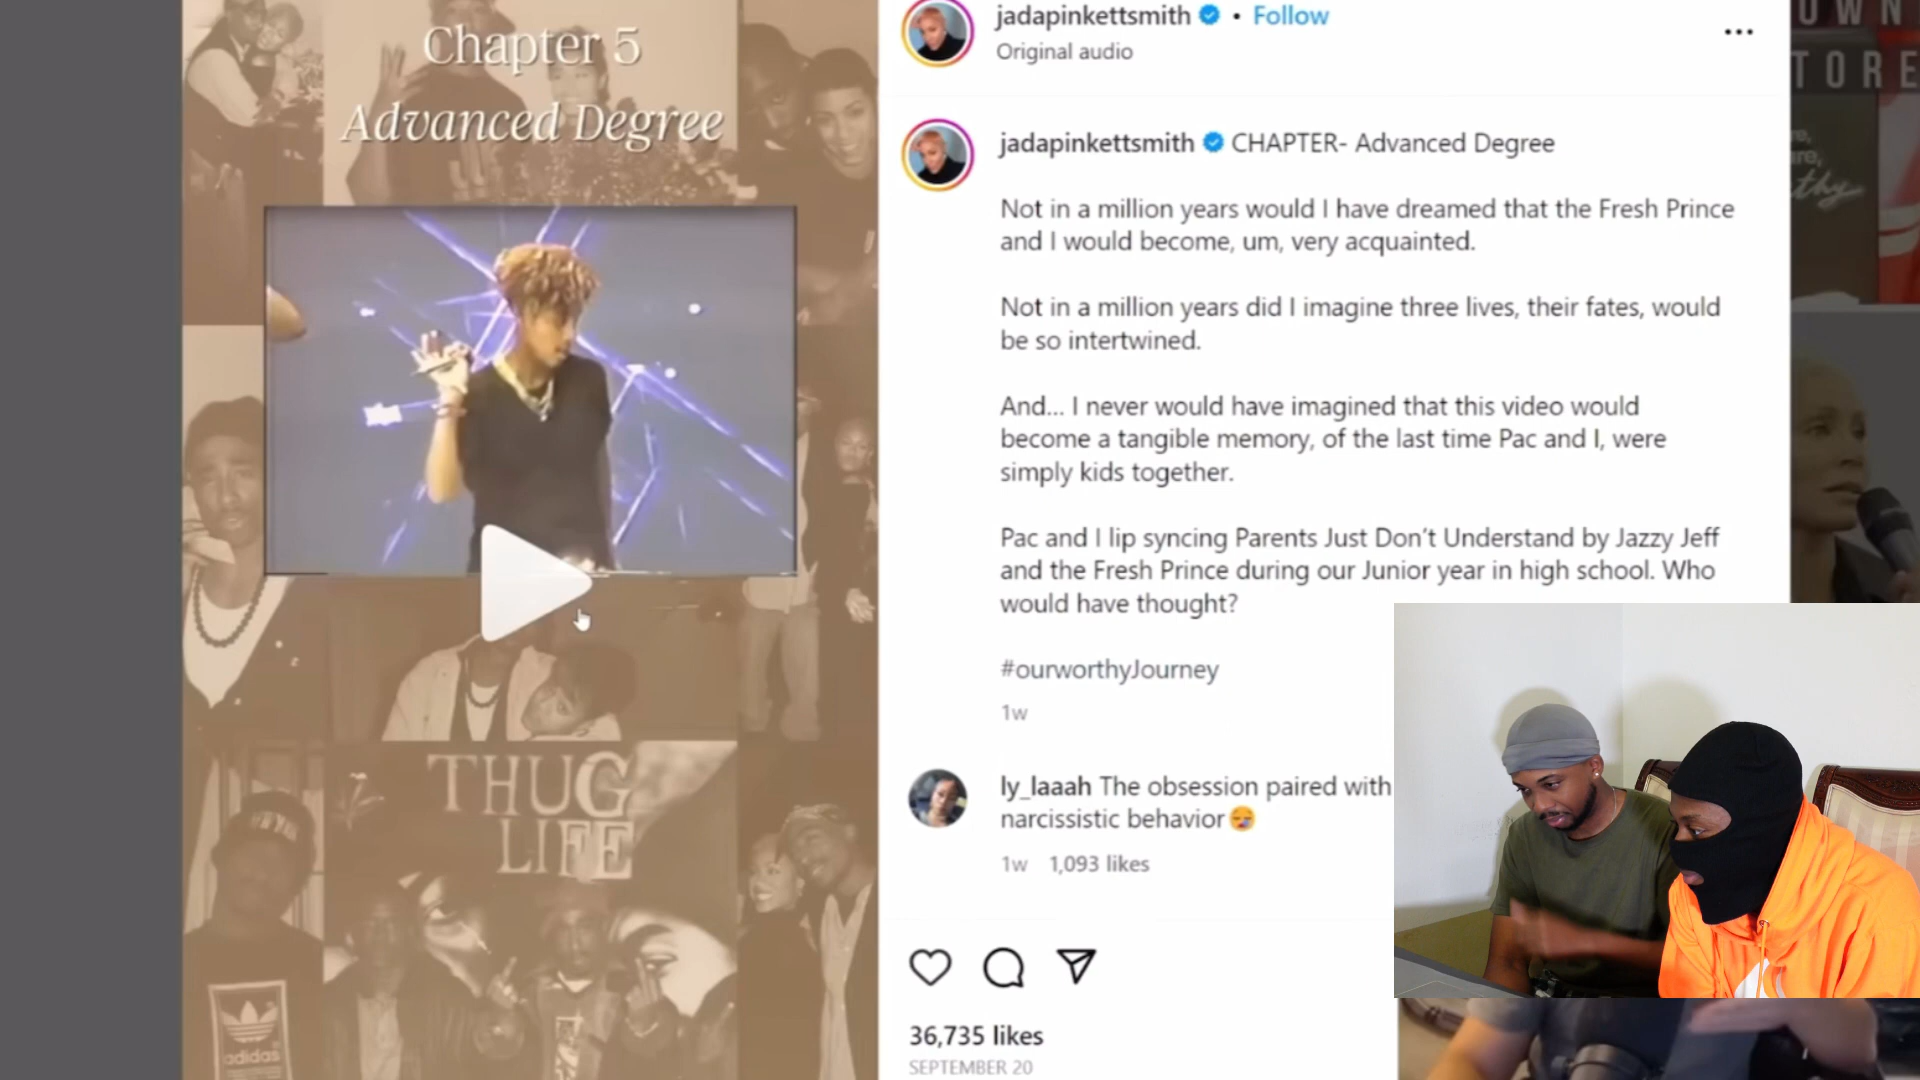 Chapter 5
Advanced Degree
THUG
LIFE
adidas
jadapinkettsmith • Follow
Original audio
jadapinkettsmith CHAPTER- Advanced Degree
Not in a million years would I have dreamed that the Fresh Prince
and I would become, um, very acquainted.
Not in a million years did I imagine three lives, their fates, would
be so intertwined.
And... I never would have imagined that this video would
become a tangible memory, of the last time Pac and I, were
simply kids together.
Pac and I lip syncing Parents Just Don’t Understand by Jazzy Jeff
and the Fresh Prince during our Junior year in high school. Who
would have thought?
#ourworthyJourney
1w
ly_laaah The obsession paired with
narcissistic behavior😪
1w 1,093 likes
36,735 likes
SEPTEMBER 20
OWN
TORE